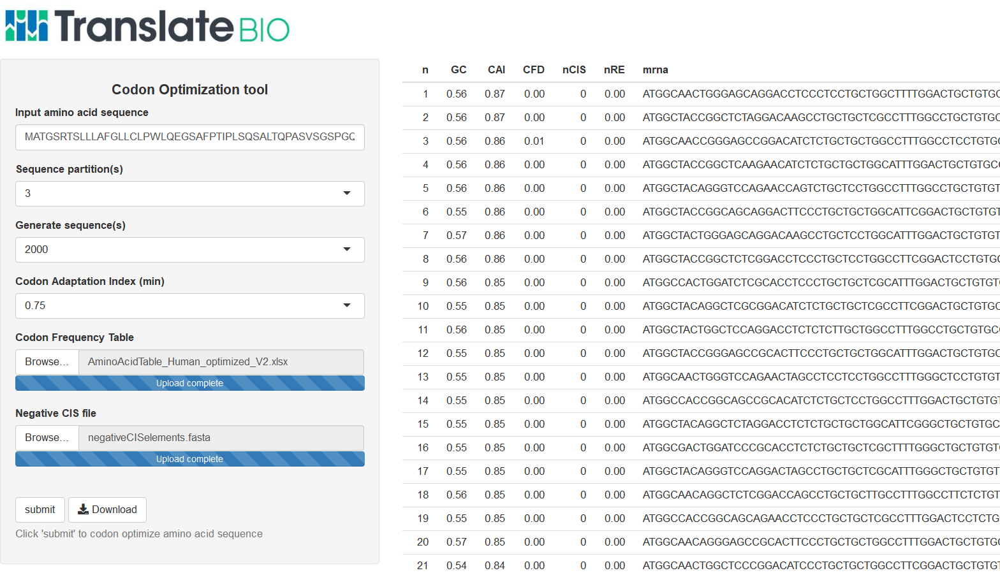 Translate BIO
Codon Optimization tool
Input amino acid sequence
MATGSRTSLLLAFGLLCLPWLQEGSAFPTIPLSQSALTQPASVSGSPGQ
Sequence partition(s)
3
Generate sequence(s)
2000
Codon Adaptation Index (min)
0.75
Codon Frequency Table
Browse... AminoAcidTable_Human_optimized_V2.xlsx
Upload complete
Negative CIS file
Browse... negativeCISelements.fasta
Upload complete
submit Download
Click 'submit' to codon optimize amino acid sequence
n GC CAI CFD nCIS nRE mrna
1 0.56 0.87 0.00 0 0.00 ATGGCAACTGGGAGCAGGACCTCCCTCCTGCTGGCTTTTGGACTGCTGTGC
2 0.56 0.87 0.00 0 0.00 ATGGCTACCGGCTCTAGGACAAGCCTGCTGCTCGCCTTTGGCCTGCTGTGC
3 0.56 0.86 0.01 0 0.00 ATGGCAACCGGGAGCCGGACATCTCTGCTGCTGGCCTTTGGCCTCCTGTGC
4 0.56 0.86 0.00 0 0.00 ATGGCTACCGGCTCAAGAACATCTCTGCTGCTGGCATTTGGACTGCTGTGCC
5 0.56 0.86 0.00 0 0.00 ATGGCTACAGGGTCCAGAACCAGTCTGCTCCTGGCCTTTGGCCTGCTGTGT
6 0.55 0.86 0.00 0 0.00 ATGGCTACCGGCAGCAGGACTTCCCTGCTGCTGGCATTCGGACTGCTGTGT
7 0.57 0.86 0.00 0 0.00 ATGGCTACTGGGAGCAGGACAAGCCTGCTCCTGGCATTTGGACTGCTGTGT
8 0.56 0.86 0.00 0 0.00 ATGGCTACCGGCTCTCGGACCTCCCTGCTCCTGGCCTTCGGACTCCTGTGC
9 0.56 0.85 0.00 0 0.00 ATGGCCACTGGATCTCGCACCTCCCTGCTGCTCGCATTTGGACTGCTGTGT
10 0.55 0.85 0.00 0 0.00 ATGGCTACAGGCTCGCGGACATCTCTGCTGCTCGCCTTCGGACTGCTGTGC
11 0.56 0.85 0.00 0 0.00 ATGGCTACTGGCTCCAGGACCTCTCTCTTGCTGGCCTTTGGCCTGCTGTGCC
12 0.55 0.85 0.00 0 0.00 ATGGCTACCGGGAGCCGCACTTCCCTGCTGCTGGCATTTGGACTGCTGTGC
13 0.55 0.85 0.00 0 0.00 ATGGCAACTGGGTCCAGAACTAGCCTCCTCCTGGCCTTTGGGCTCCTGTGT
14 0.55 0.85 0.00 0 0.00 ATGGCCACCGGCAGCCGCACATCTCTGCTCCTGGCCTTTGGACTGCTGTGT
15 0.55 0.85 0.00 0 0.00 ATGGCTACAGGCTCTAGGACCTCTCTGCTGCTGGCATTCGGGCTGCTGTGC
16 0.55 0.85 0.00 0 0.00 ATGGCGACTGGATCCCGCACCTCTCTGCTGCTCGCTTTTGGGCTGCTGTGT
17 0.55 0.85 0.00 0 0.00 ATGGCTACAGGGTCCAGGACTAGCCTGCTGCTCGCATTTGGGCTGCTGTGT
18 0.56 0.85 0.00 0 0.00 ATGGCAACAGGCTCTCGGACCAGCCTGCTGCTTGCCTTTGGCCTTCTCTGT
19 0.55 0.85 0.00 0 0.00 ATGGCCACCGGCAGCAGAACCTCCCTGCTGCTCGCCTTTGGACTCCTCTG
20 0.57 0.85 0.00 0 0.00 ATGGCAACAGGGAGCCGCACTTCCCTGCTGCTGGCCTTTGGACTGCTGTGC
21 0.54 0.84 0.00 0 0.00 ATGGCAACTGGCTCCCGGACATCCCTGCTGCTGGCCTTCGGACTGCTGTGT